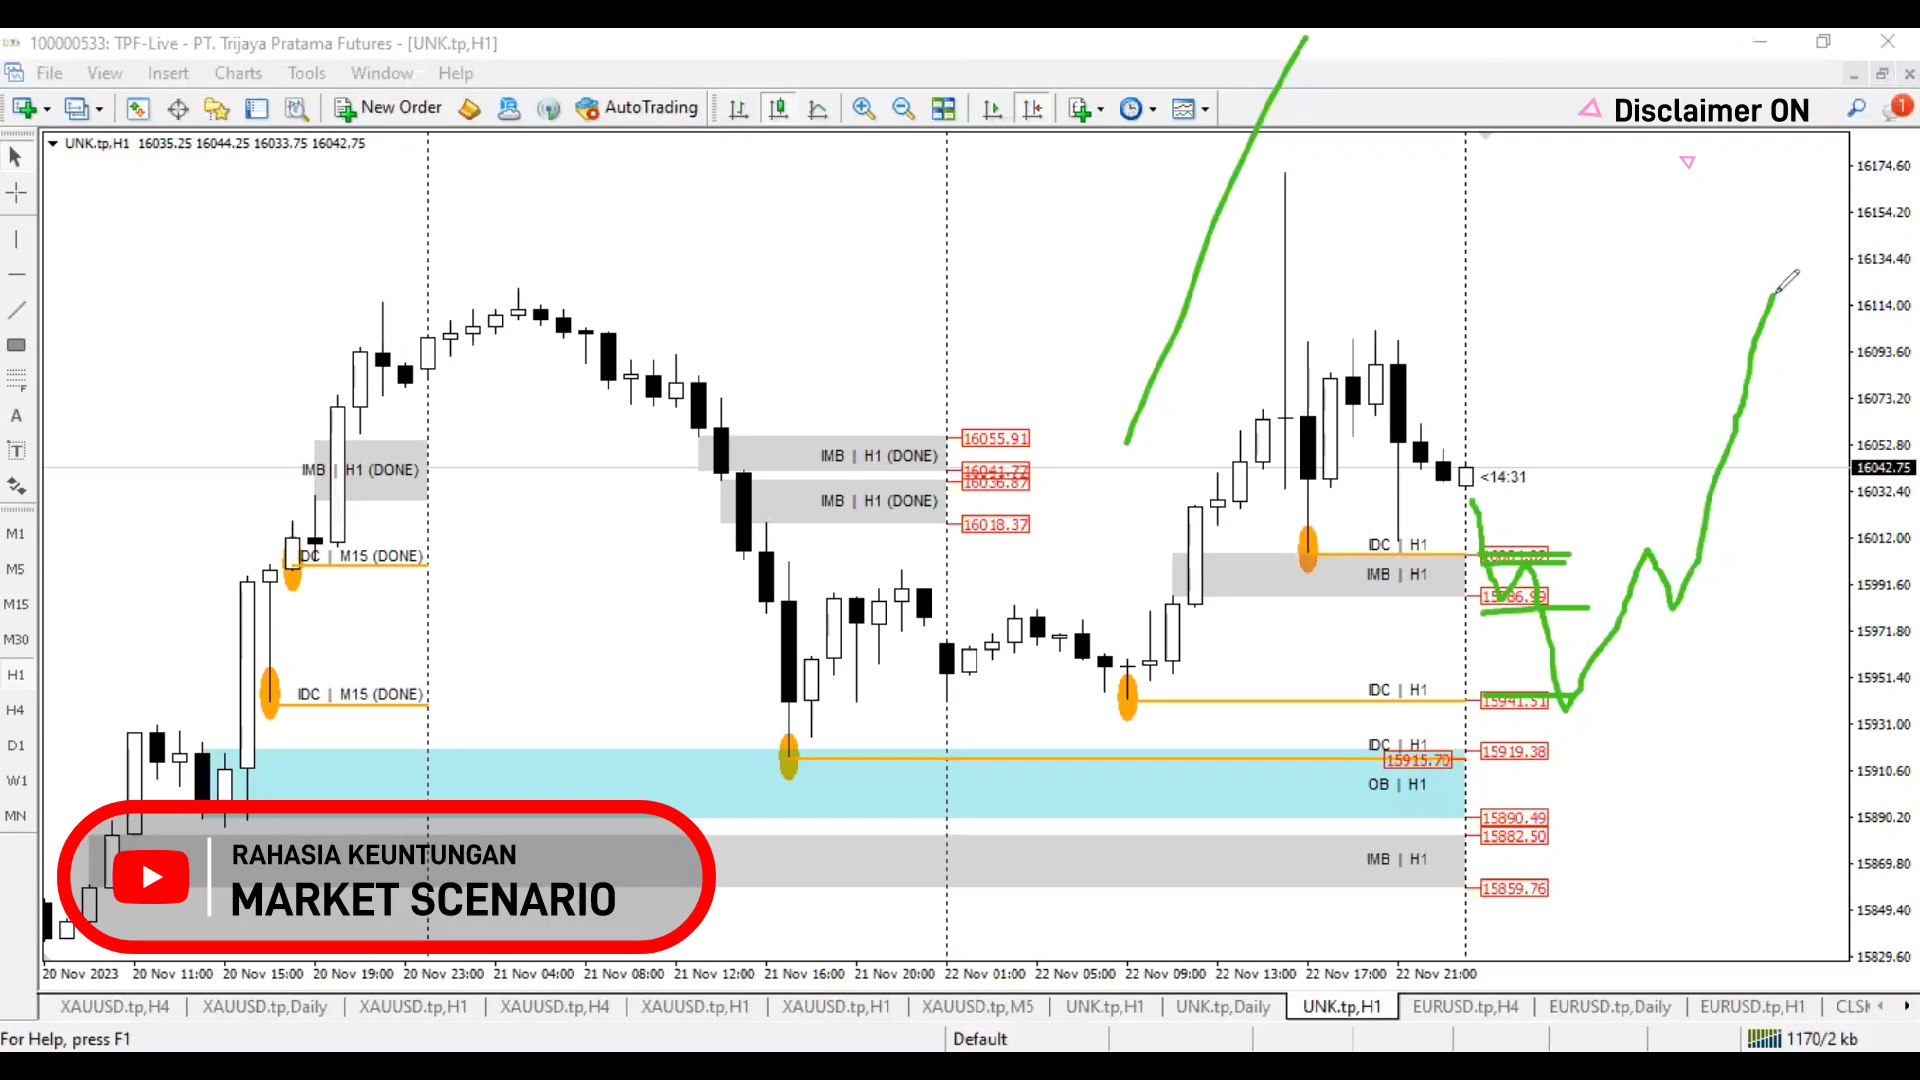 100000533: TPF-Live - PT. Trijaya Pratama Futures - [UNK.tp,H1]
File View Insert Charts Tools Window Help
New Order AutoTrading Disclaimer ON 1
UNK.tp,H1 16035.25 16044.25 16033.75 16042.75
16174.60
16154.20
16134.40
16114.00
16093.60
16073.20
16052.80
16042.75
16032.40
16012.00
15991.60
15971.80
15951.40
15931.00
15910.60
15890.20
15869.80
15849.40
15829.60
IMB | H1 (DONE)
IDC | M15 (DONE)
IDC | M15 (DONE)
IMB | H1 (DONE)
IMB | H1 (DONE)
16055.91
16041.77
16036.87
16018.37
<14:31
IDC | H1
IMB | H1
IDC | H1
15941.51
IDC | H1
15919.38
15915.70
OB | H1
15890.49
15882.50
IMB | H1
15859.76
A
T
F
M1
M5
M15
M30
H1
H4
D1
W1
MN
RAHASIA KEUNTUNGAN
MARKET SCENARIO
20 Nov 2023 20 Nov 11:00 20 Nov 15:00 20 Nov 19:00 20 Nov 23:00 21 Nov 04:00 21 Nov 08:00 21 Nov 12:00 21 Nov 16:00 21 Nov 20:00 22 Nov 01:00 22 Nov 05:00 22 Nov 09:00 22 Nov 13:00 22 Nov 17:00 22 Nov 21:00
XAUUSD.tp,H4 XAUUSD.tp,Daily XAUUSD.tp,H1 XAUUSD.tp,H4 XAUUSD.tp,H1 XAUUSD.tp,H1 XAUUSD.tp,M5 UNK.tp,H1 UNK.tp,Daily UNK.tp,H1 EURUSD.tp,H4 EURUSD.tp,Daily EURUSD.tp,H1
For Help, press F1 Default 1170/2 kb